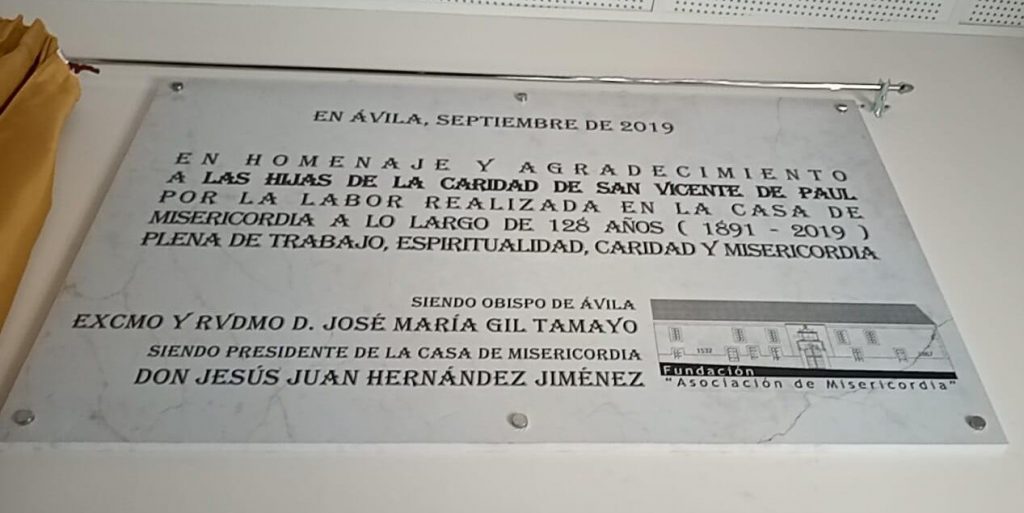 EN ÁVILA, SEPTIEMBRE DE 2019
EN HOMENAJE Y AGRADECIMIENTO
A LAS HIJAS DE LA CARIDAD DE SAN VICENTE DE PAUL
POR LA LABOR REALIZADA EN LA CASA DE
MISERICORDIA A LO LARGO DE 128 AÑOS ( 1891 - 2019 )
PLENA DE TRABAJO, ESPIRITUALIDAD, CARIDAD Y MISERICORDIA
SIENDO OBISPO DE ÁVILA
EXCMO Y RVDMO D. JOSÉ MARÍA GIL TAMAYO
SIENDO PRESIDENTE DE LA CASA DE MISERICORDIA
DON JESÚS JUAN HERNÁNDEZ JIMÉNEZ
1532
Fundación
"Asociación de Misericordia"